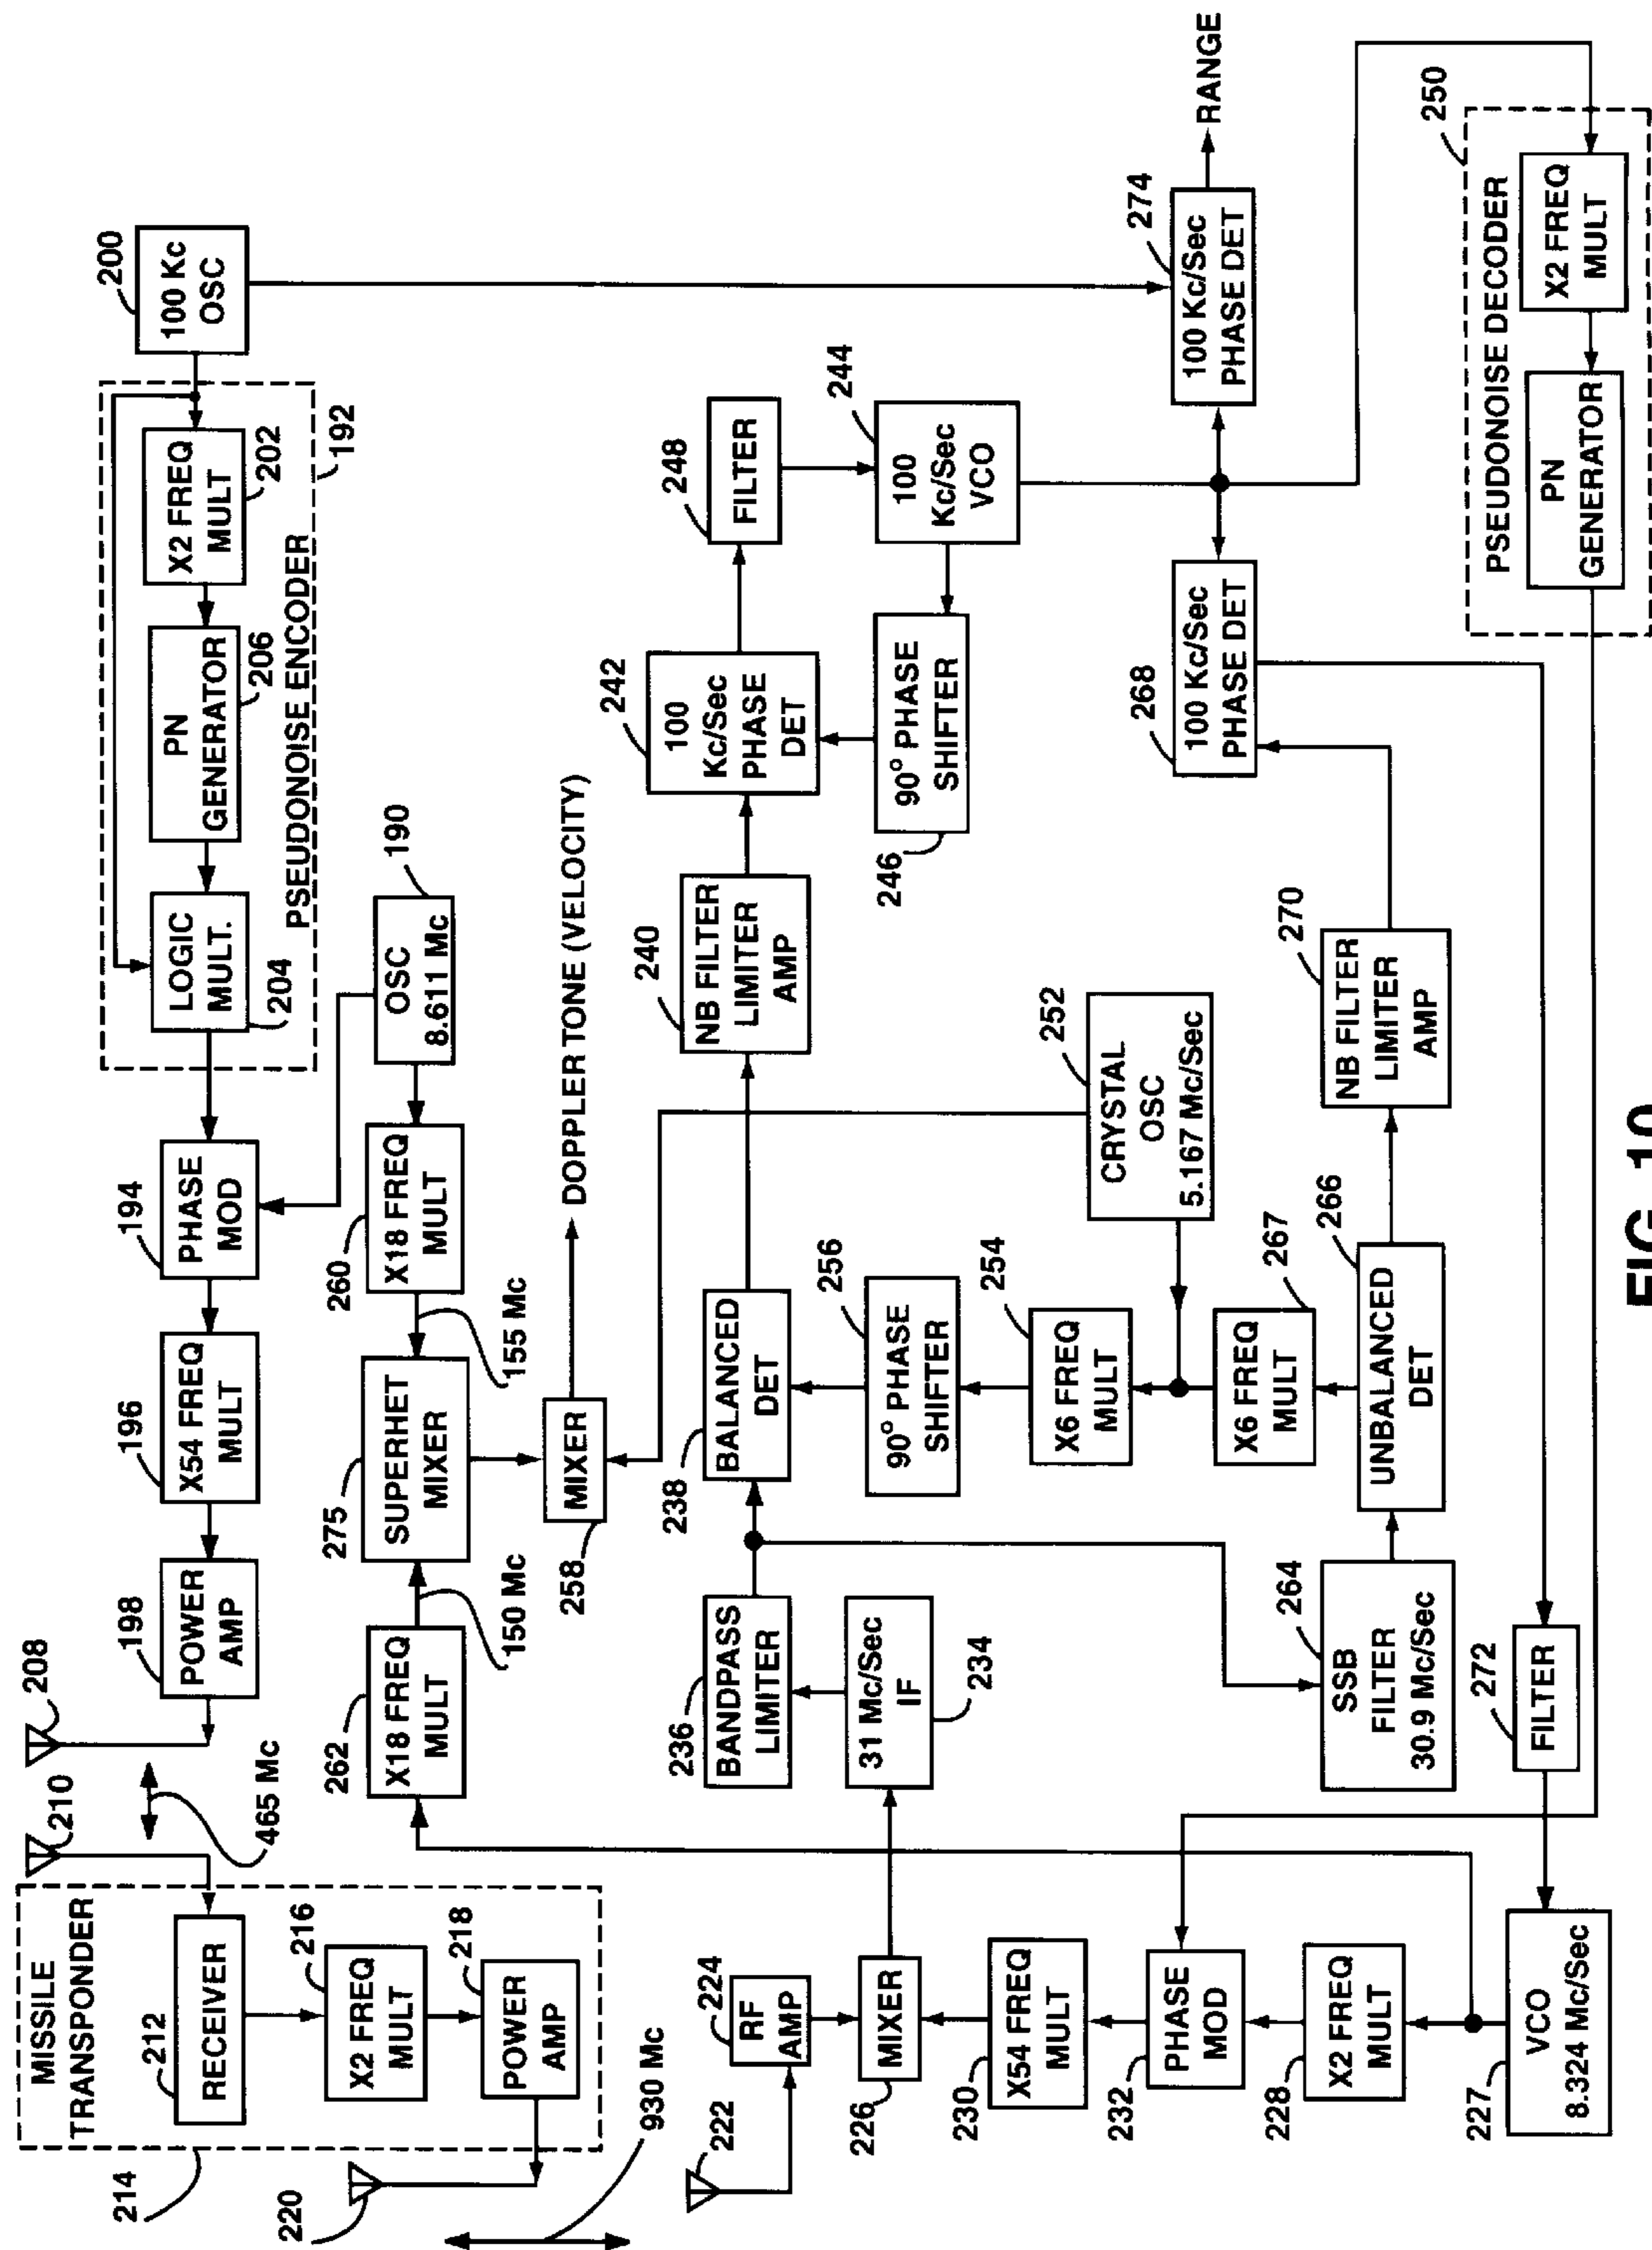 MISSILE
TRANSPONDER
212
RECEIVER
216
X2 FREQ
MULT
218
POWER
AMP
214
220
930 Mc
210
465 Mc
208
198
POWER
AMP
196
X54 FREQ
MULT
194
PHASE
MOD
LOGIC
MULT.
204
PN
GENERATOR
206
X2 FREQ
MULT
202
PSEUDONOISE ENCODER
192
200
100 Kc
OSC
262
X18 FREQ
MULT
150 Mc
275
SUPERHET
MIXER
260
X18 FREQ
MULT
155 Mc
190
OSC
8.611 Mc
258
MIXER
DOPPLER TONE (VELOCITY)
222
224
RF
AMP
226
MIXER
230
X54 FREQ
MULT
232
PHASE
MOD
228
X2 FREQ
MULT
227
VCO
8.324 Mc/Sec
236
BANDPASS
LIMITER
31 Mc/Sec
IF
234
238
BALANCED
DET
256
90° PHASE
SHIFTER
254
X6 FREQ
MULT
267
X6 FREQ
MULT
266
UNBALANCED
DET
264
SSB
FILTER
30.9 Mc/Sec
272
FILTER
240
NB FILTER
LIMITER
AMP
252
CRYSTAL
OSC
5.167 Mc/Sec
270
NB FILTER
LIMITER
AMP
242
100
Kc/Sec
PHASE
DET
248
FILTER
244
100
Kc/Sec
VCO
246
90° PHASE
SHIFTER
268
100 Kc/Sec
PHASE DET
274
100 Kc/Sec
PHASE DET
RANGE
250
PSEUDONOISE DECODER
PN
GENERATOR
X2 FREQ
MULT
FIG 10